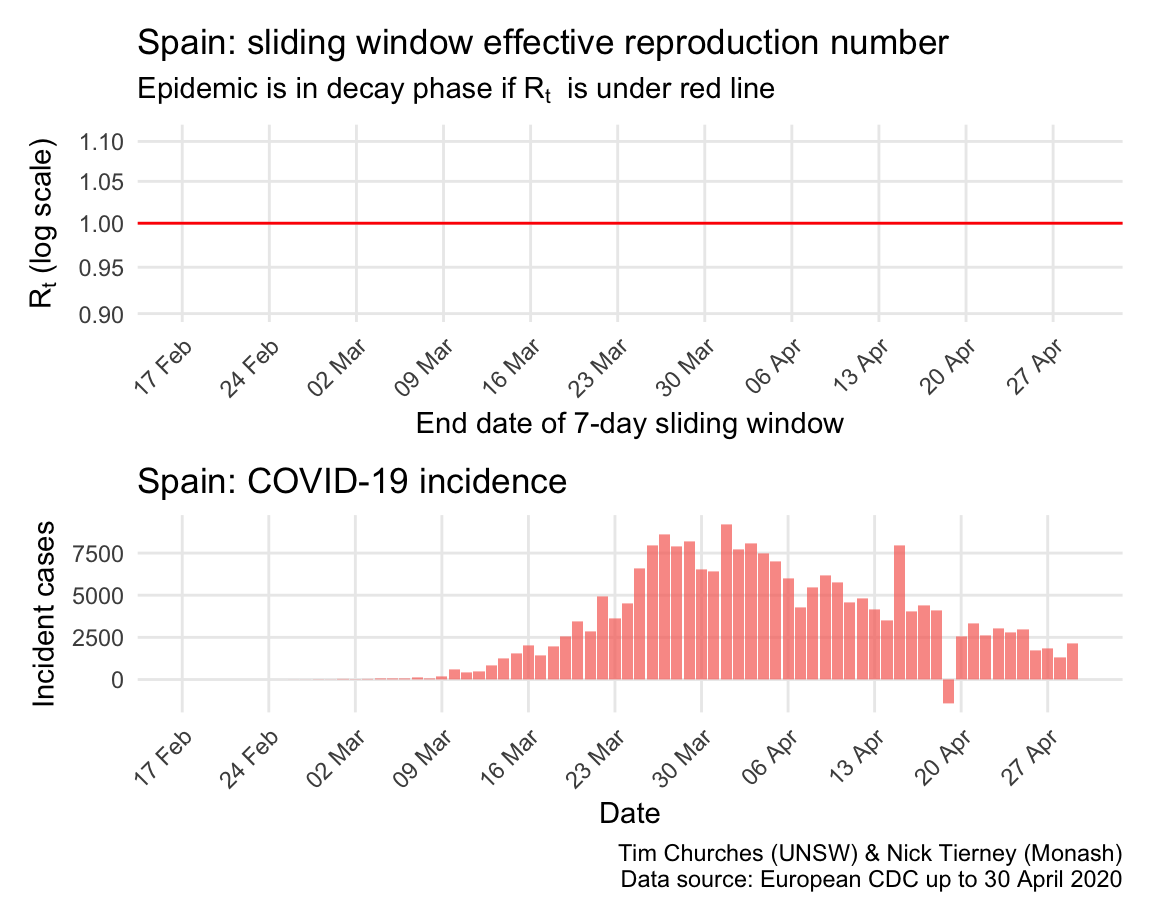 Spain: sliding window effective reproduction number
Epidemic is in decay phase if Rt is under red line
Rt (log scale)
1.10
1.05
1.00
0.95
0.90
17 Feb
24 Feb
02 Mar
09 Mar
16 Mar
23 Mar
30 Mar
06 Apr
13 Apr
20 Apr
27 Apr
End date of 7-day sliding window
Spain: COVID-19 incidence
Incident cases
7500
5000
2500
0
17 Feb
24 Feb
02 Mar
09 Mar
16 Mar
23 Mar
30 Mar
06 Apr
13 Apr
20 Apr
27 Apr
Date
Tim Churches (UNSW) & Nick Tierney (Monash)
Data source: European CDC up to 30 April 2020